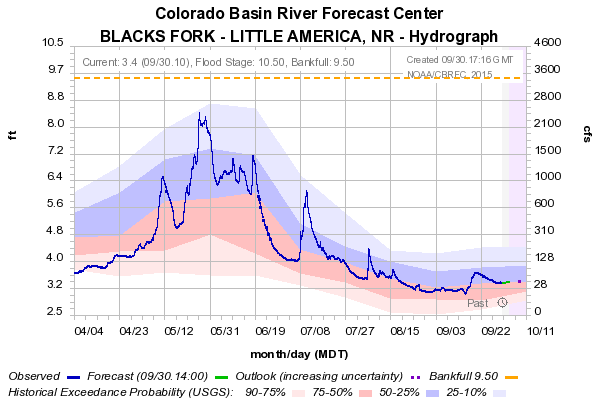 Colorado Basin River Forecast Center
BLACKS FORK - LITTLE AMERICA, NR - Hydrograph
Current: 3.4 (09/30.10), Flood Stage: 10.50, Bankfull: 9.50
Created 09/30.17:16 GMT
NOAA/CBRFC, 2015
10.5 4600
9.7 3600
8.8 2800
8.0 2100
7.2 1500
6.4 1000
5.6 610
4.8 310
4.0 128
3.2 28
2.5 0
ft
cfs
Past
04/04 04/23 05/12 05/31 06/19 07/08 07/27 08/15 09/03 09/22 10/11
month/day (MDT)
Observed Forecast (09/30.14:00) Outlook (increasing uncertainty) Bankfull 9.50
Historical Exceedance Probability (USGS): 90-75% 75-50% 50-25% 25-10%